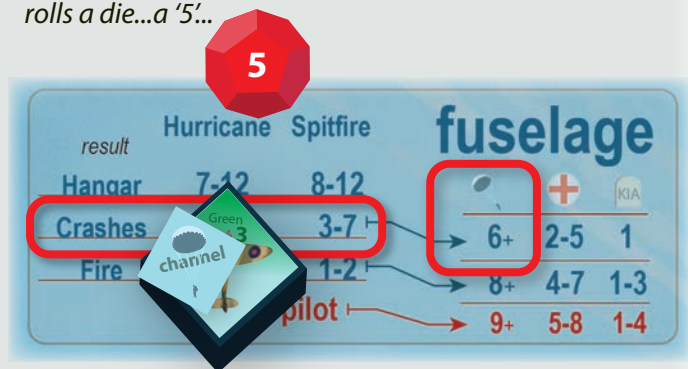 rolls a die...a ‘5’...
5
result Hurricane Spitfire fuselage
Hangar 7-12 8-12 KIA
Crashes 3-7 6+ 2-5 1
Green
3
channel
Fire 1-2 8+ 4-7 1-3
pilot 9+ 5-8 1-4